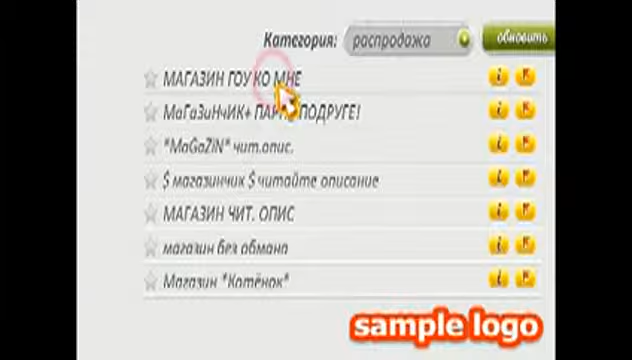 Категория: распродажа обновить
МАГАЗИН ГОУ КО МНЕ
МаГаЗиНчИК+ ПАРНЬ ПОДРУГЕ!
*MaGaZiN* чит.опис.
$ магазинчик $ читайте описание
МАГАЗИН ЧИТ. ОПИС
магазин без обмана
Магазин *Котёнок*
sample logo